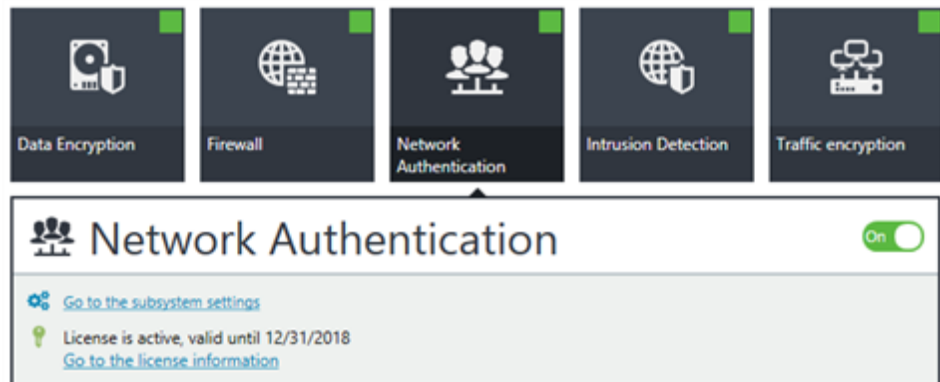 Data Encryption
Firewall
Network
Authentication
Intrusion Detection
Traffic encryption
Network Authentication
On
Go to the subsystem settings
License is active, valid until 12/31/2018
Go to the license information